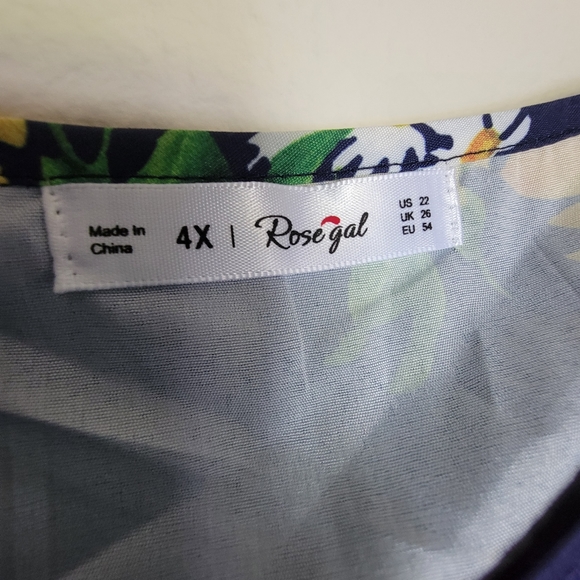 Made In
China
4X | Rosegal
US 22
UK 26
EU 54